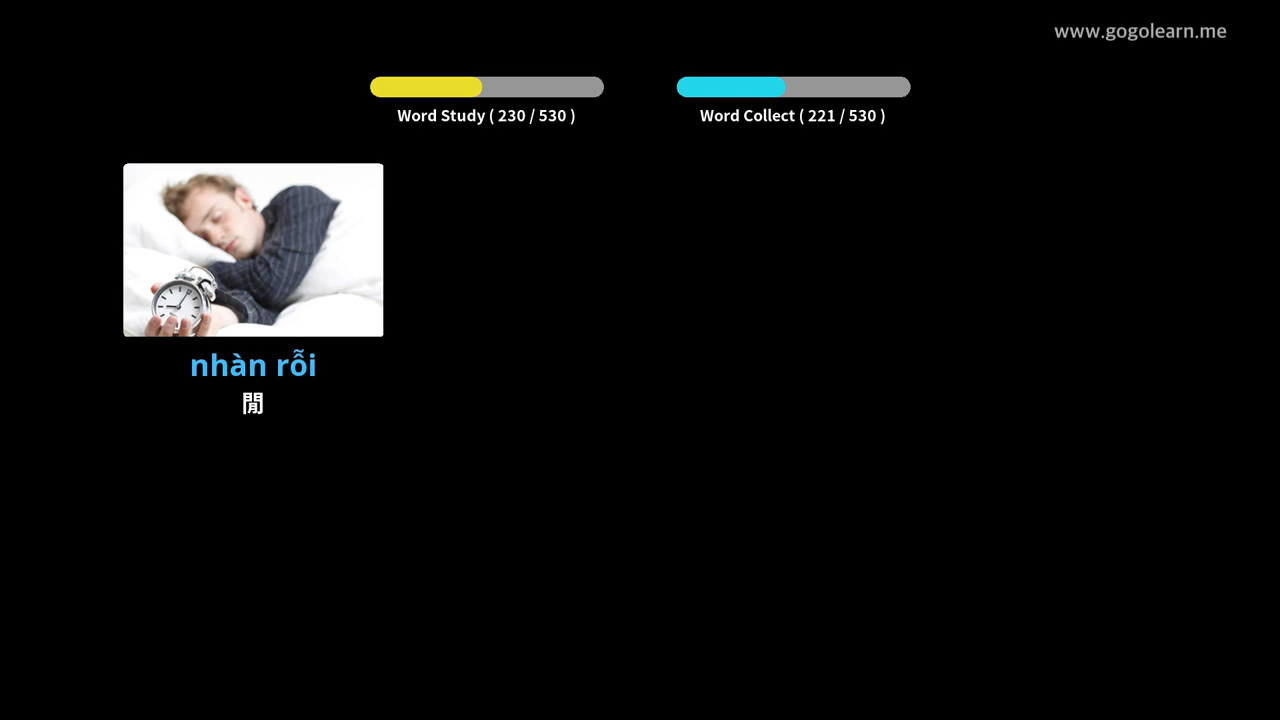 www.gogolearn.me
Word Study ( 230 / 530 )
Word Collect ( 221 / 530 )
nhàn rỗi
閒